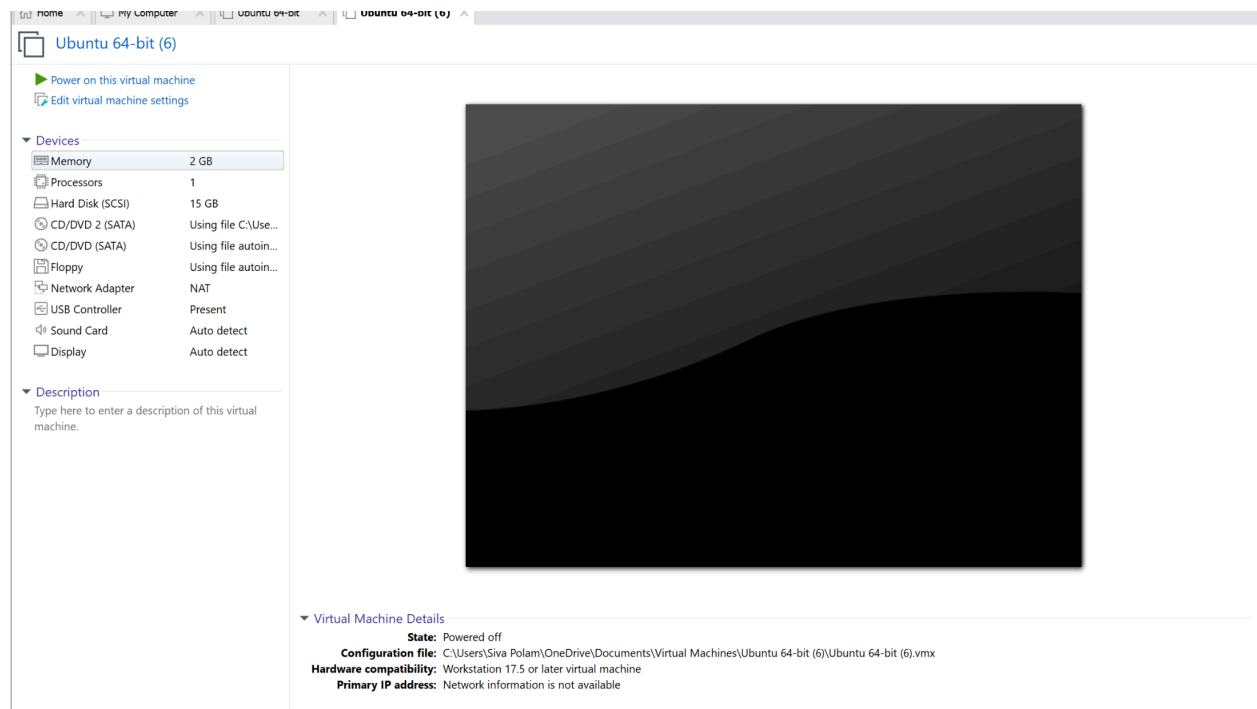 Home
My Computer
Ubuntu 64-bit
Ubuntu 64-bit (6)
Ubuntu 64-bit (6)
Power on this virtual machine
Edit virtual machine settings
Devices
Memory 2 GB
Processors 1
Hard Disk (SCSI) 15 GB
CD/DVD 2 (SATA) Using file C:\Use...
CD/DVD (SATA) Using file autoin...
Floppy Using file autoin...
Network Adapter NAT
USB Controller Present
Sound Card Auto detect
Display Auto detect
Description
Type here to enter a description of this virtual
machine.
Virtual Machine Details
State: Powered off
Configuration file: C:\Users\Siva Polam\OneDrive\Documents\Virtual Machines\Ubuntu 64-bit (6)\Ubuntu 64-bit (6).vmx
Hardware compatibility: Workstation 17.5 or later virtual machine
Primary IP address: Network information is not available